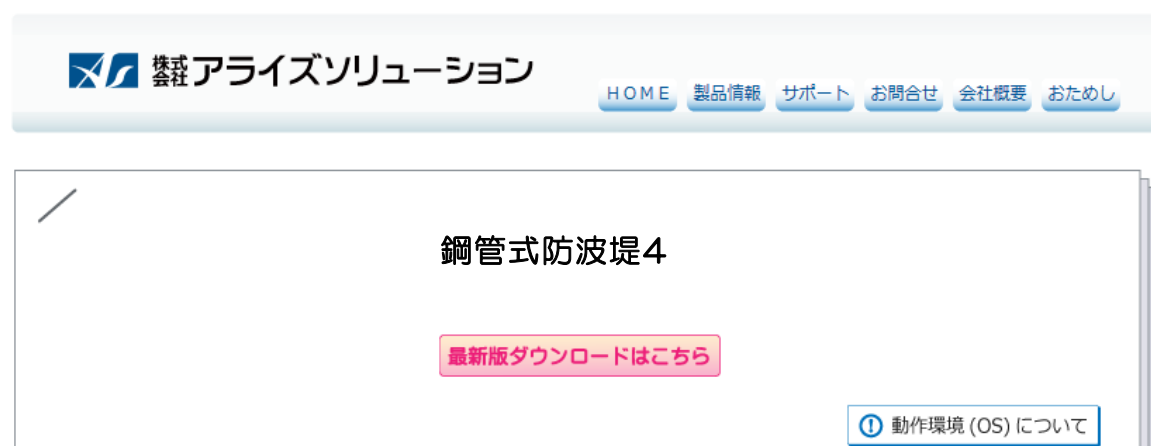 株式会社アライズソリューション
HOME 製品情報 サポート お問合せ 会社概要 おためし
鋼管式防波堤4
最新版ダウンロードはこちら
動作環境 (OS) について